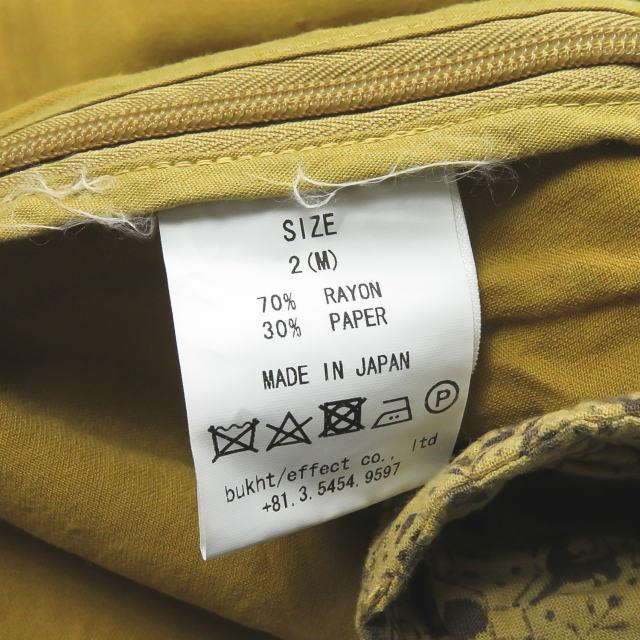 SIZE
2(M)
70% RAYON
30% PAPER
MADE IN JAPAN
P
bukht/effect co., ltd
+81.3.5454.9597